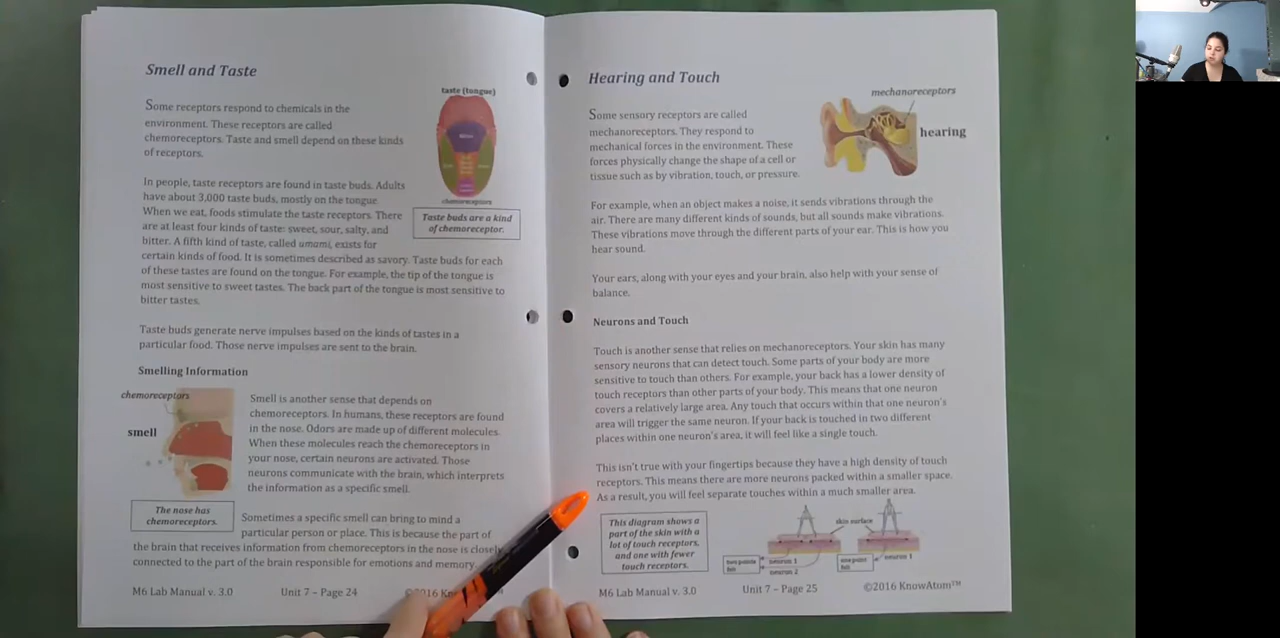 Smell and Taste
Some receptors respond to chemicals in the
environment. These receptors are called
chemoreceptors. Taste and smell depend on these kinds
of receptors.
taste (tongue)
chemoreceptors
Taste buds are a kind
of chemoreceptor.
In people, taste receptors are found in taste buds. Adults
have about 3,000 taste buds, mostly on the tongue.
When we eat, foods stimulate the taste receptors. There
are at least four kinds of taste: sweet, sour, salty, and
bitter. A fifth kind of taste, called umami, exists for
certain kinds of food. It is sometimes described as savory. Taste buds for each
of these tastes are found on the tongue. For example, the tip of the tongue is
most sensitive to sweet tastes. The back part of the tongue is most sensitive to
bitter tastes.
Taste buds generate nerve impulses based on the kinds of tastes in a
particular food. Those nerve impulses are sent to the brain.
Smelling Information
chemoreceptors
smell
The nose has
chemoreceptors.
Smell is another sense that depends on
chemoreceptors. In humans, these receptors are found
in the nose. Odors are made up of different molecules.
When these molecules reach the chemoreceptors in
your nose, certain neurons are activated. Those
neurons communicate with the brain, which interprets
the information as a specific smell.
Sometimes a specific smell can bring to mind a
particular person or place. This is because the part of
the brain that receives information from chemoreceptors in the nose is closely
connected to the part of the brain responsible for emotions and memory.
M6 Lab Manual v. 3.0 Unit 7 – Page 24 ©2016
Hearing and Touch
Some sensory receptors are called
mechanoreceptors. They respond to
mechanical forces in the environment. These
forces physically change the shape of a cell or
tissue such as by vibration, touch, or pressure.
mechanoreceptors
hearing
For example, when an object makes a noise, it sends vibrations through the
air. There are many different kinds of sounds, but all sounds make vibrations.
These vibrations move through the different parts of your ear. This is how you
hear sound.
Your ears, along with your eyes and your brain, also help with your sense of
balance.
Neurons and Touch
Touch is another sense that relies on mechanoreceptors. Your skin has many
sensory neurons that can detect touch. Some parts of your body are more
sensitive to touch than others. For example, your back has a lower density of
touch receptors than other parts of your body. This means that one neuron
covers a relatively large area. Any touch that occurs within that one neuron's
area will trigger the same neuron. If your back is touched in two different
places within one neuron's area, it will feel like a single touch.
This isn't true with your fingertips because they have a high density of touch
receptors. This means there are more neurons packed within a smaller space.
As a result, you will feel separate touches within a much smaller area.
This diagram shows a
part of the skin with a
lot of touch receptors,
and one with fewer
touch receptors.
skin surface
two points
felt
neuron 1
neuron 2
one point
felt
neuron 1
M6 Lab Manual v. 3.0 Unit 7 – Page 25 ©2016 KnowAtom™